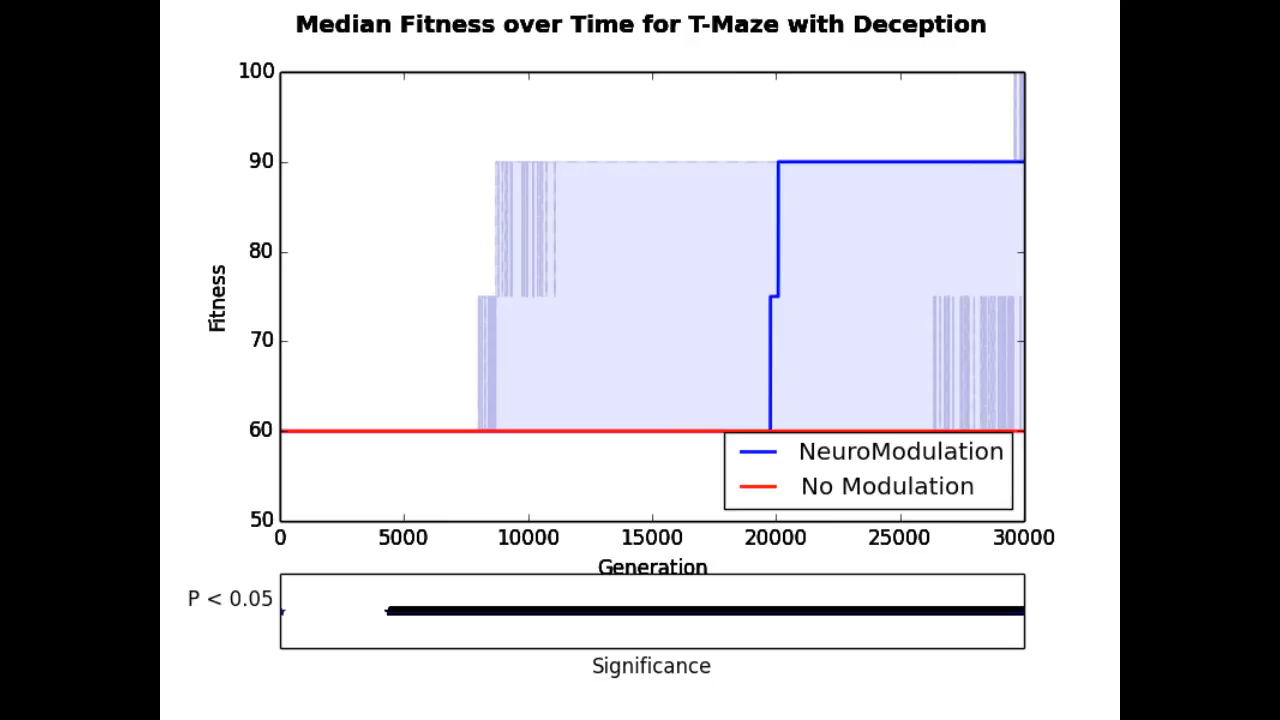 Median Fitness over Time for T-Maze with Deception
100
90
80
70
60
50
Fitness
NeuroModulation
No Modulation
0 5000 10000 15000 20000 25000 30000
Generation
P < 0.05
Significance